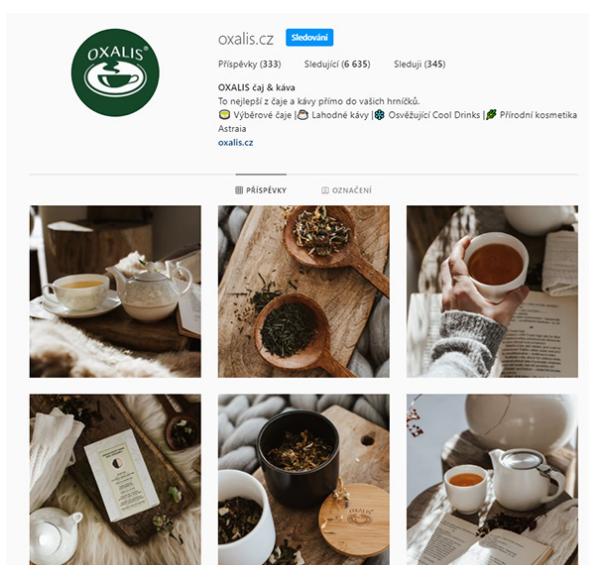 OXALIS®
oxalis.cz Sledování
Příspěvky (333) Sledující (6 635) Sleduji (345)
OXALIS čaj & káva
To nejlepší z čaje a kávy přímo do vašich hrníčků.
🍵 Výběrové čaje |☕ Lahodné kávy |❄ Osvěžující Cool Drinks |🌿 Přírodní kosmetika
Astraia
oxalis.cz
PŘÍSPĚVKY OZNAČENÍ
OXALIS